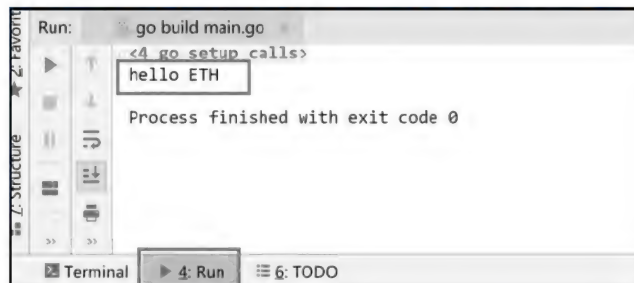 Run: go build main.go
<4 go setup calls>
hello ETH
Process finished with exit code 0
2: Favorit
7: Structure
Terminal 4: Run 6: TODO